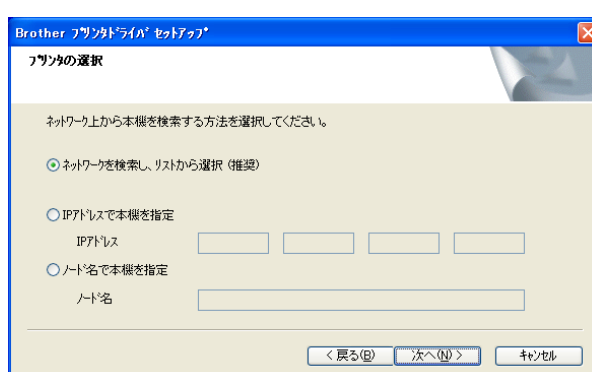 Brother ﾌﾟﾘﾝﾀﾄﾞﾗｲﾊﾞ ｾｯﾄｱｯﾌﾟ
ﾌﾟﾘﾝﾀの選択
ﾈｯﾄﾜｰｸ上から本機を検索する方法を選択してください。
ﾈｯﾄﾜｰｸを検索し、ﾘｽﾄから選択 (推奨)
IPｱﾄﾞﾚｽで本機を指定
IPｱﾄﾞﾚｽ
ﾉｰﾄﾞ名で本機を指定
ﾉｰﾄﾞ名
< 戻る(B) 次へ(N) > ｷｬﾝｾﾙ